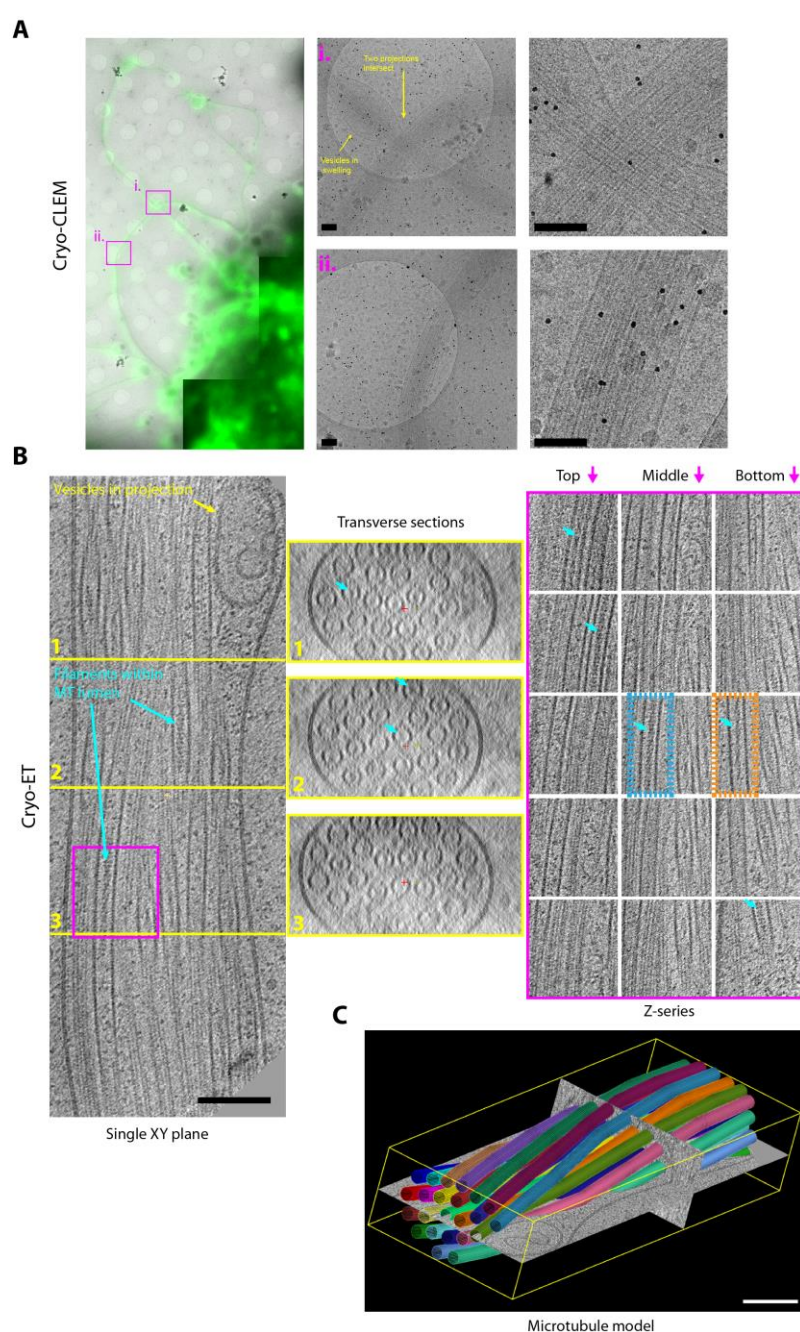 A
Cryo-CLEM
i.
ii.
i.
Two projections
intersect
Vesicles in
swelling
ii.
B
Cryo-ET
Vesicles in projection
1
Filaments within
MT lumen
2
3
Single XY plane
Transverse sections
1
2
3
Top
Middle
Bottom
Z-series
C
Microtubule model